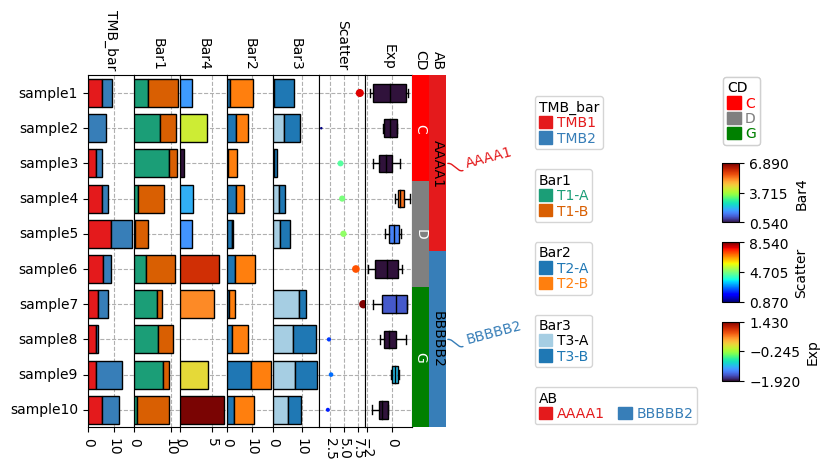 TMB_bar Bar1 Bar4 Bar2 Bar3 Scatter Exp CD AB
sample1
sample2
sample3
sample4
sample5
sample6
sample7
sample8
sample9
sample10
0 10 0 10 0 5 0 10 0 10 2.5 5.0 7.5 -2 0
C
D
G
AAAA1
BBBBB2
AAAA1
BBBBB2
TMB_bar
TMB1
TMB2
Bar1
T1-A
T1-B
Bar2
T2-A
T2-B
Bar3
T3-A
T3-B
AB
AAAA1 BBBBB2
CD
C
D
G
6.890
3.715
0.540
Bar4
8.540
4.705
0.870
Scatter
1.430
−0.245
−1.920
Exp